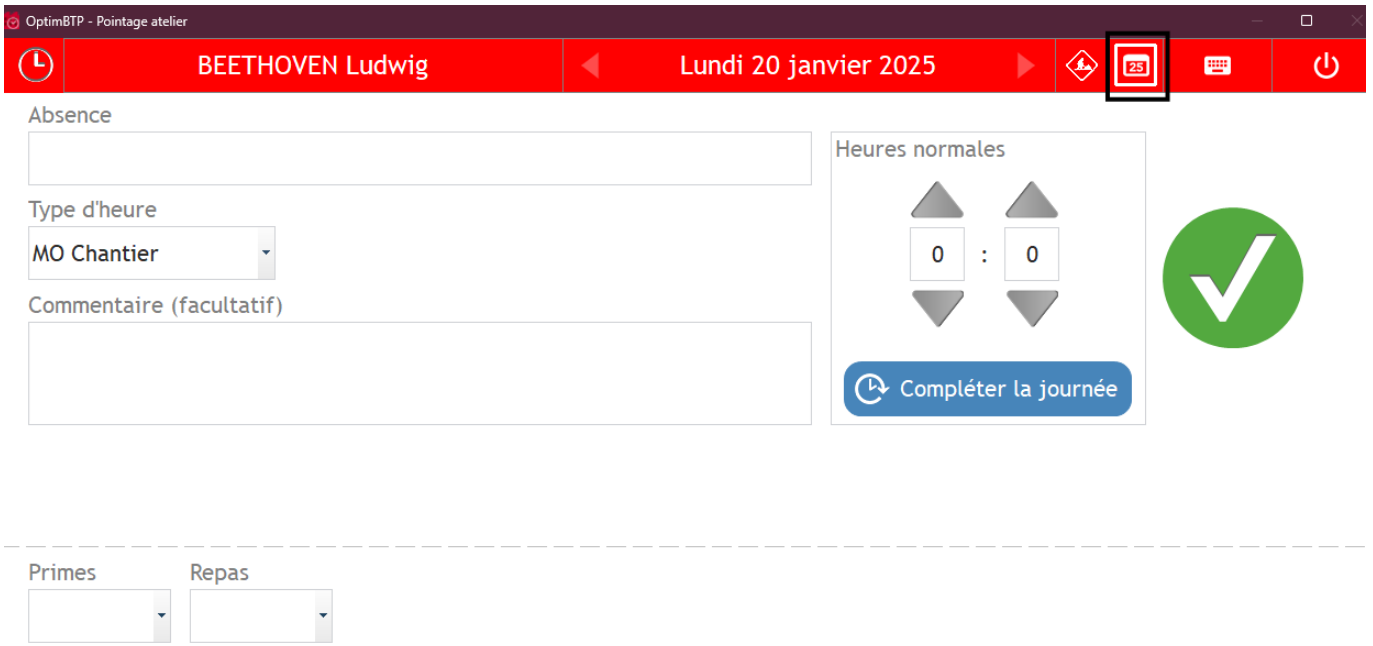 OptimBTP - Pointage atelier
BEETHOVEN Ludwig
Lundi 20 janvier 2025
25
Absence
Heures normales
Type d'heure
MO Chantier
0 : 0
Commentaire (facultatif)
Compléter la journée
Primes
Repas